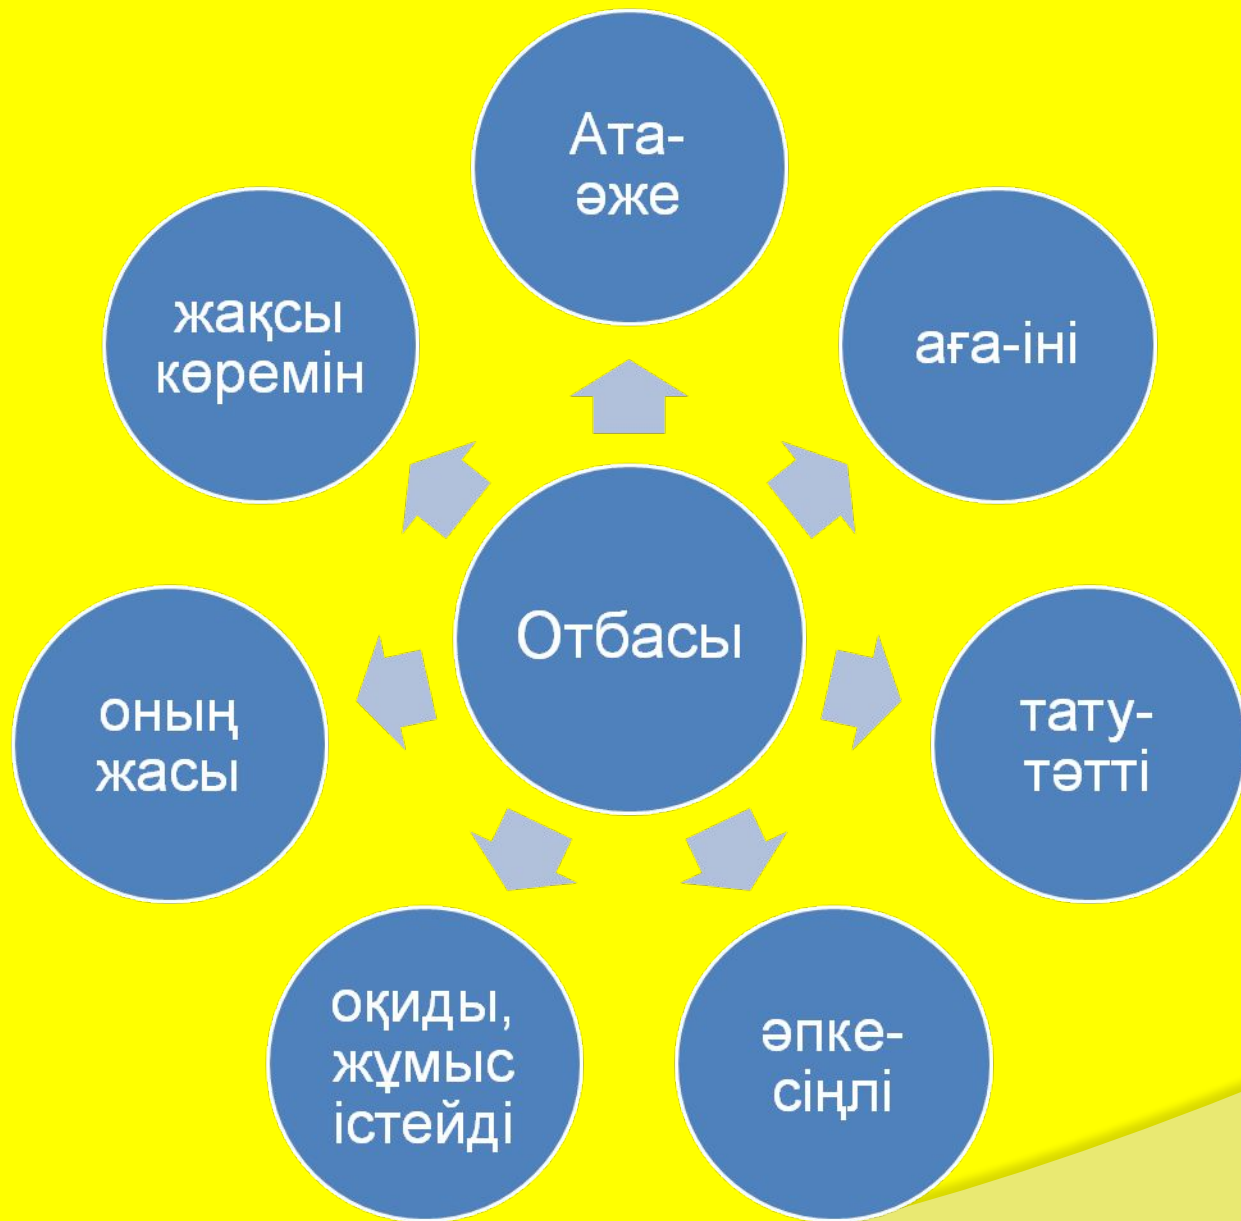 Ата-
әже
аға-іні
тату-
тәтті
әпке-
сіңлі
оқиды,
жұмыс
істейді
оның
жасы
жақсы
көремін
Отбасы